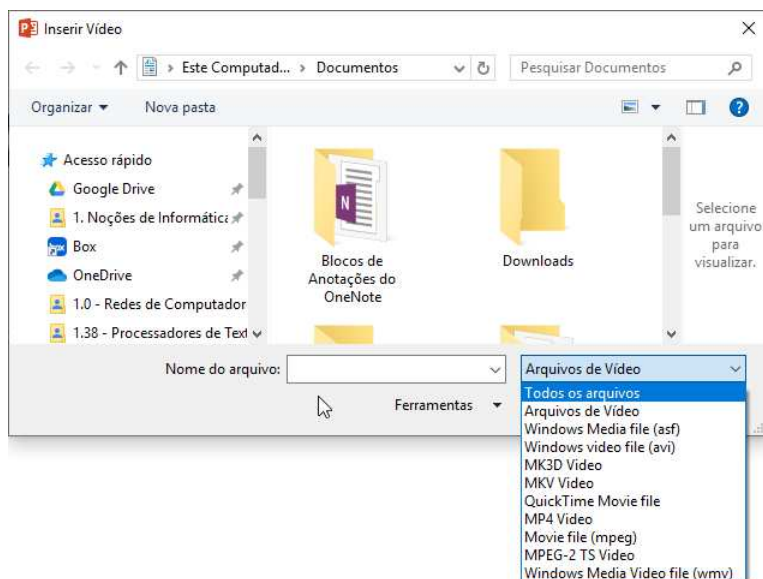 Inserir Vídeo
Este Computad... > Documentos
Pesquisar Documentos
Organizar
Nova pasta
Acesso rápido
Google Drive
1. Noções de Informática
Box
OneDrive
1.0 - Redes de Computador
1.38 - Processadores de Text
Blocos de
Anotações do
OneNote
Downloads
Selecione
um arquivo
para
visualizar.
Nome do arquivo:
Arquivos de Vídeo
Ferramentas
Todos os arquivos
Arquivos de Vídeo
Windows Media file (asf)
Windows video file (avi)
MK3D Video
MKV Video
QuickTime Movie file
MP4 Video
Movie file (mpeg)
MPEG-2 TS Video
Windows Media Video file (wmv)